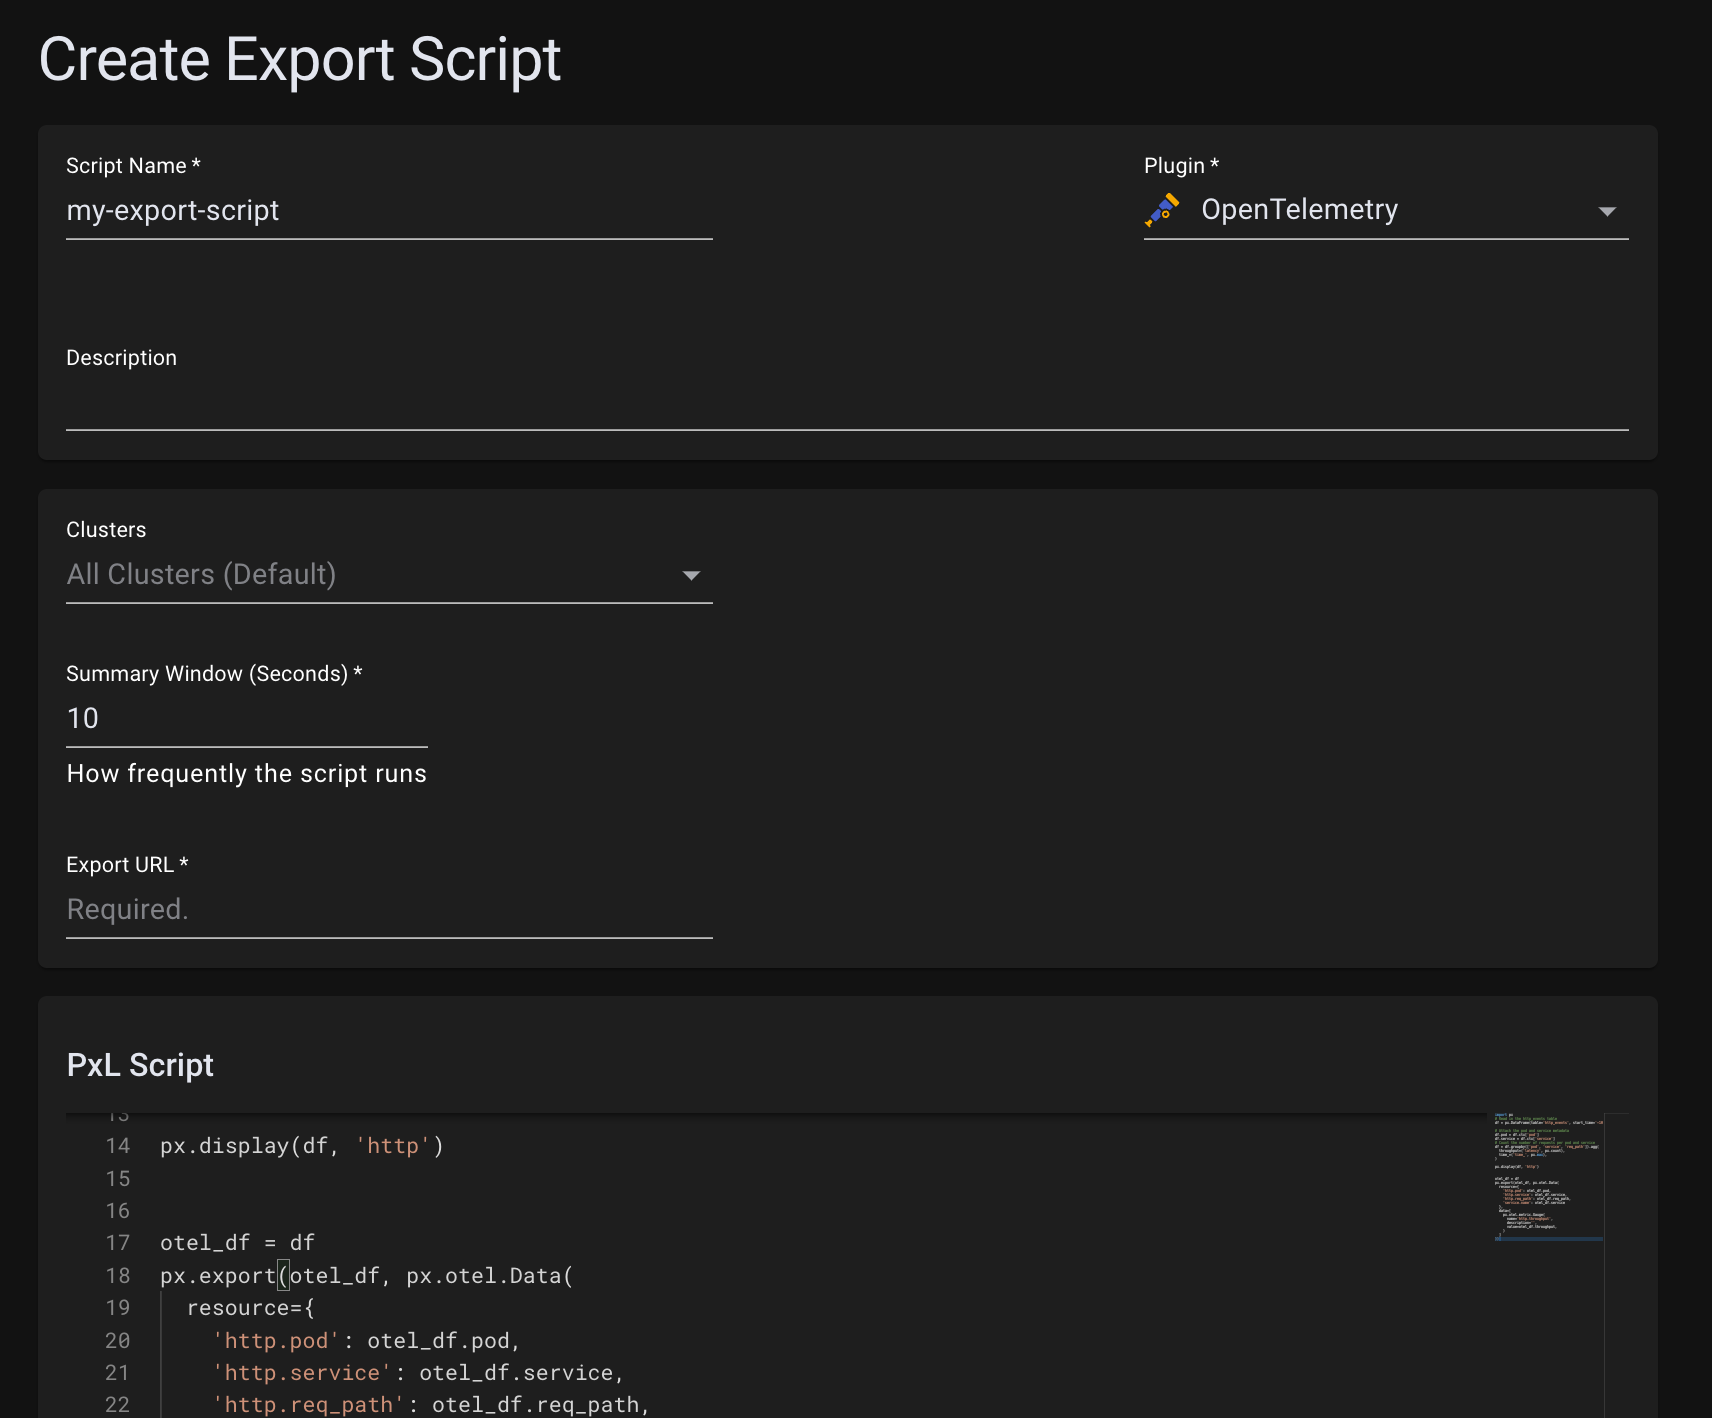 Create Export Script
Script Name *
Plugin *
my-export-script
OpenTelemetry
Description
Clusters
All Clusters (Default)
Summary Window (Seconds) *
10
How frequently the script runs
Export URL *
Required.
PxL Script
13
14 px.display(df, 'http')
15
16
17 otel_df = df
18 px.export(otel_df, px.otel.Data(
19 resource={
20 'http.pod': otel_df.pod,
21 'http.service': otel_df.service,
22 'http.req_path': otel_df.req_path,